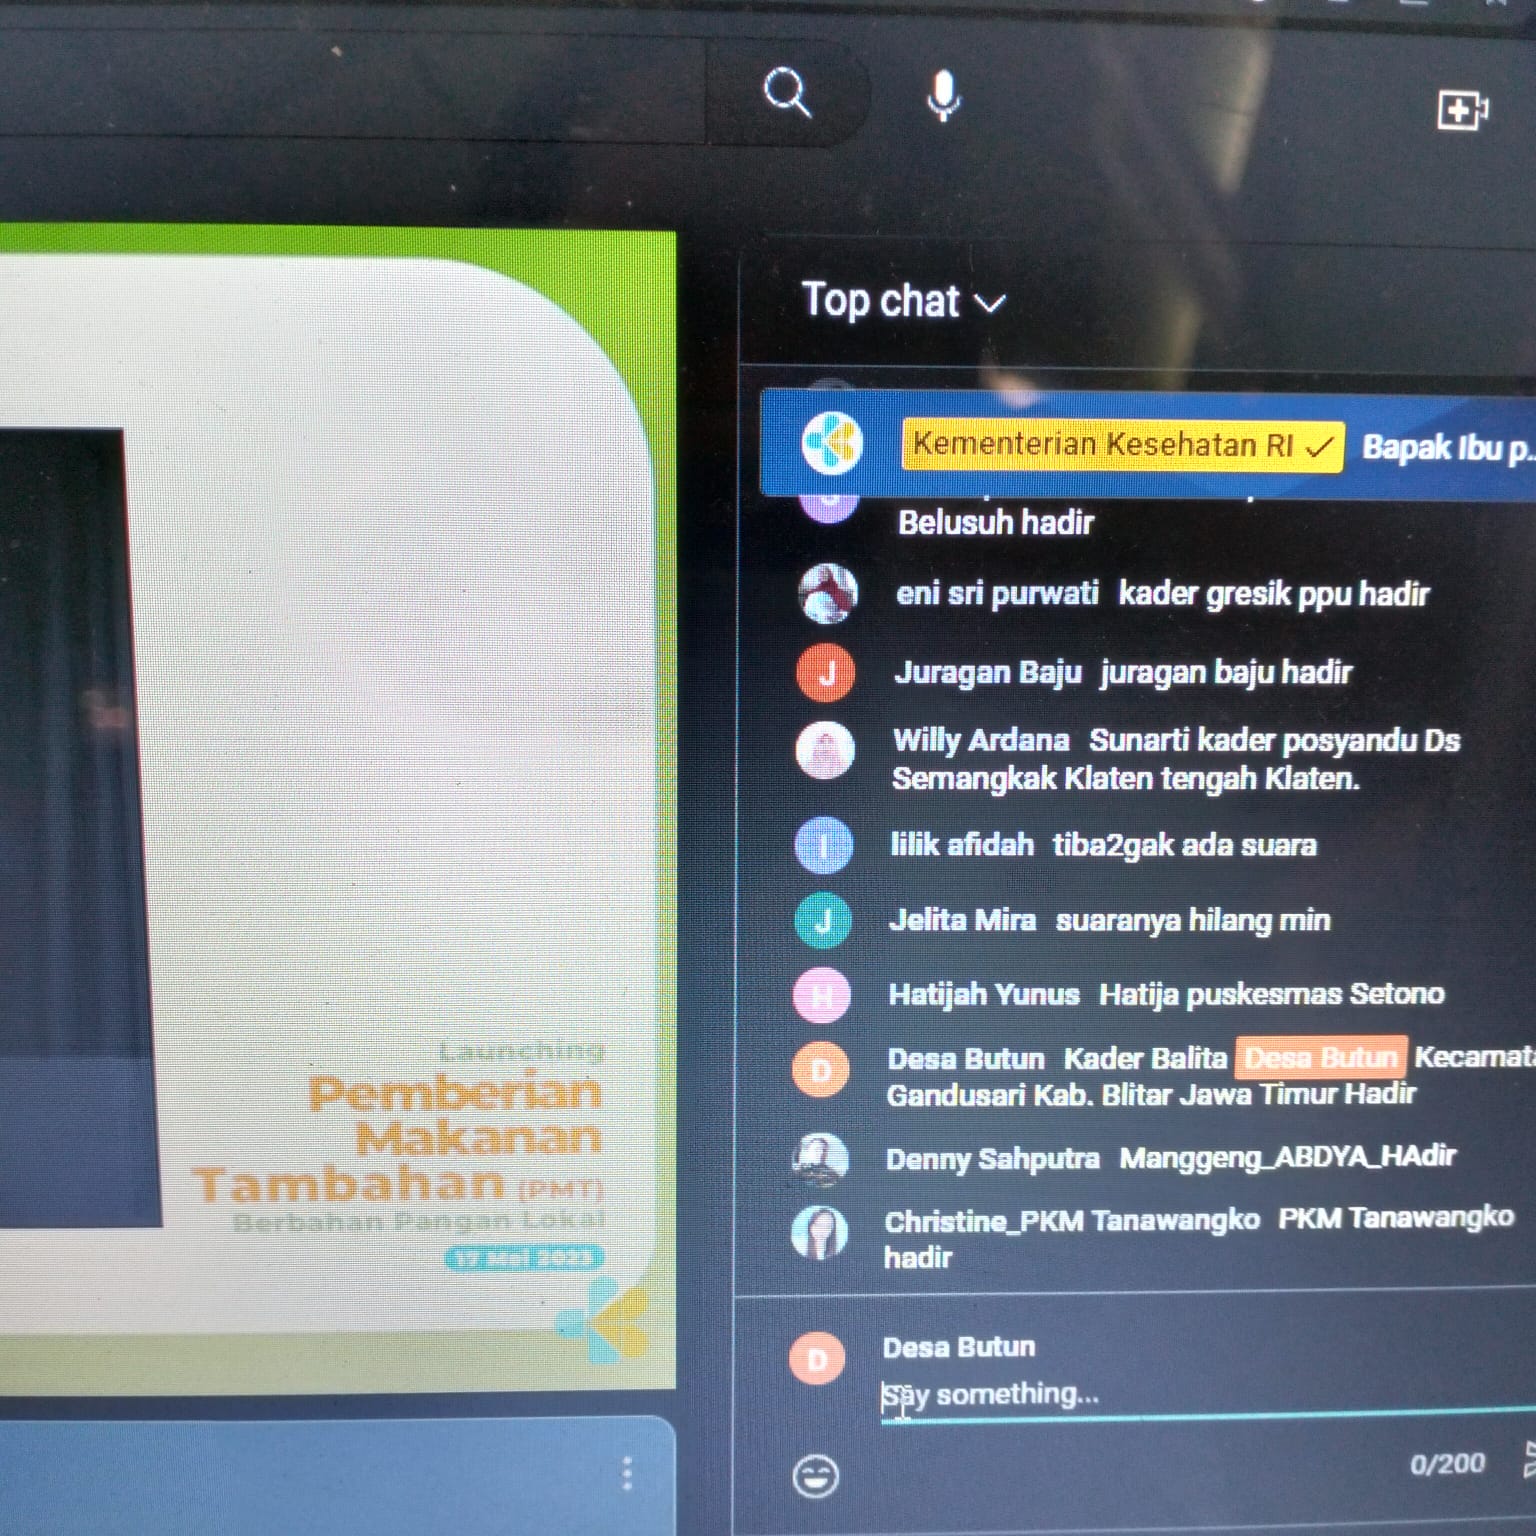 Top chat
Kementerian Kesehatan RI Bapak Ibu p...
Belusuh hadir
eni sri purwati kader gresik ppu hadir
J Juragan Baju juragan baju hadir
Willy Ardana Sunarti kader posyandu Ds
Semangkak Klaten tengah Klaten.
l lilik afidah tiba2gak ada suara
J Jelita Mira suaranya hilang min
H Hatijah Yunus Hatija puskesmas Setono
D Desa Butun Kader Balita Desa Butun
Gandusari Kab. Blitar Jawa Timur Hadir
Denny Sahputra Manggeng_ABDYA_HAdir
Christine_PKM Tanawangko PKM Tanawangko
hadir
D Desa Butun
Say something...
0/200
Launching
Pemberian
Makanan
Tambahan (PMT)
Berbahan Pangan Lokal
17 Mei 2023